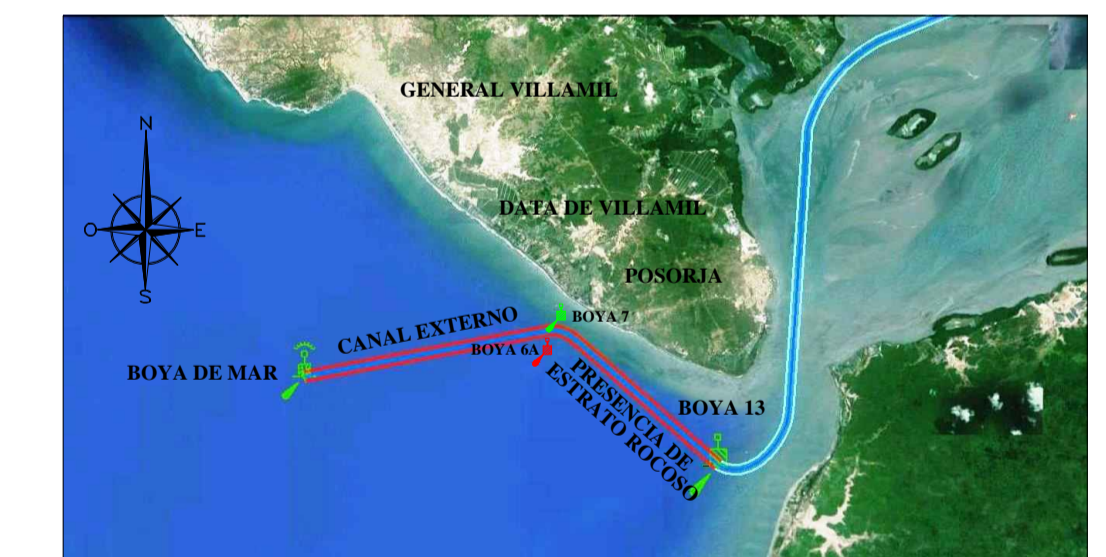 GENERAL VILLAMIL
N
DATA DE VILLAMIL
O
E
POSORJA
S
CANAL EXTERNO
BOYA 7
BOYA 6A
BOYA DE MAR
PRESENCIA DE
ESTRATO ROCOSO
BOYA 13